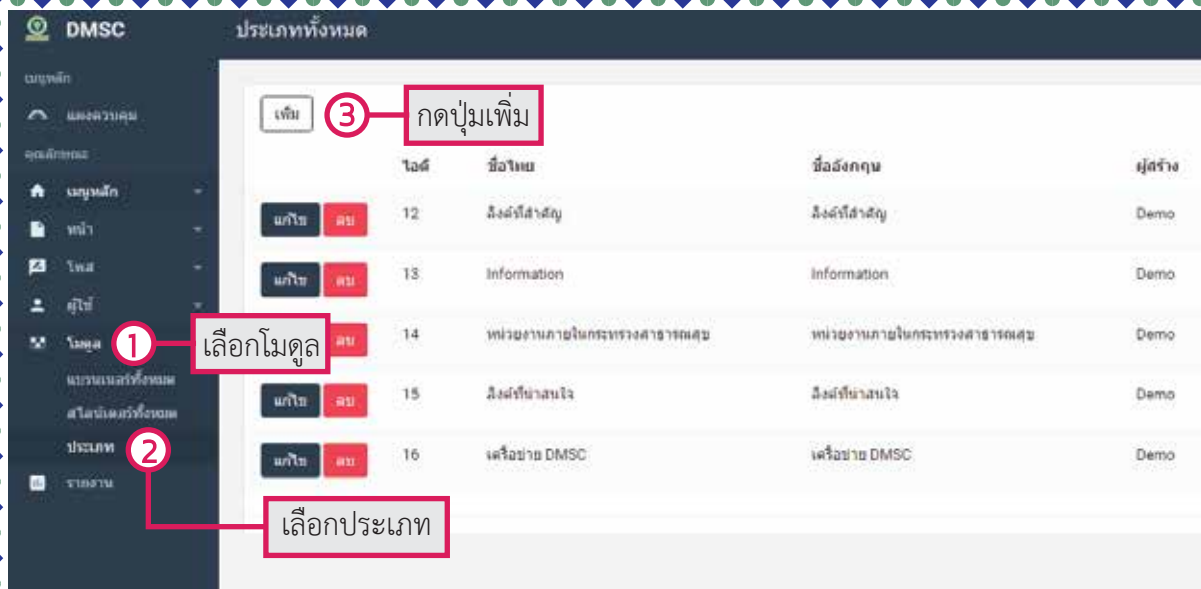 DMSC
ประเภททั้งหมด
เมนูหลัก
แผงควบคุม
คุณลักษณะ
เมนูหลัก
หน้า
โพส
ผู้ใช้
โมดูล
แบรนเนอร์ทั้งหมด
สไลน์เดอร์ทั้งหมด
ประเภท
รายงาน
1 เลือกโมดูล
2
เลือกประเภท
เพิ่ม 3 กดปุ่มเพิ่ม
ไอดี ชื่อไทย ชื่ออังกฤษ ผู้สร้าง
แก้ไข ลบ 12 ลิงค์ที่สำคัญ ลิงค์ที่สำคัญ Demo
แก้ไข ลบ 13 Information Information Demo
ลบ 14 หน่วยงานภายในกระทรวงสาธารณสุข หน่วยงานภายในกระทรวงสาธารณสุข Demo
แก้ไข ลบ 15 ลิงค์ที่น่าสนใจ ลิงค์ที่น่าสนใจ Demo
แก้ไข ลบ 16 เครือข่าย DMSC เครือข่าย DMSC Demo